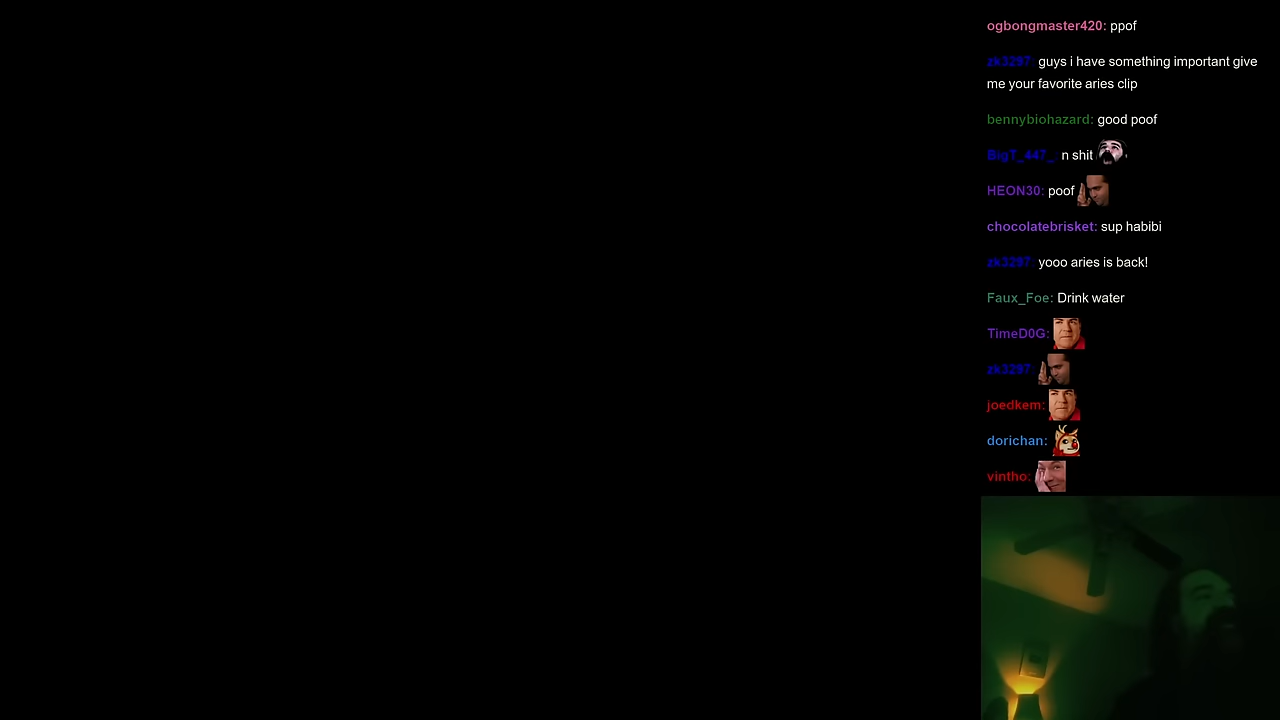 ogbongmaster420: ppof
zk3297: guys i have something important give
me your favorite aries clip
bennybiohazard: good poof
BigT_447_: n shit
HEON30: poof
chocolatebrisket: sup habibi
zk3297: yooo aries is back!
Faux_Foe: Drink water
TimeD0G:
zk3297:
joedkem:
dorichan:
vintho: